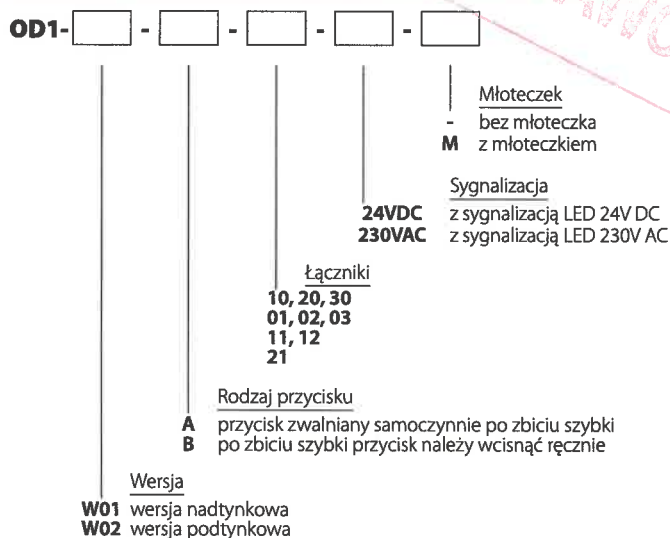 OD1- - - - -
Młoteczek
- bez młoteczka
M z młoteczkiem
Sygnalizacja
24VDC z sygnalizacją LED 24V DC
230VAC z sygnalizacją LED 230V AC
Łączniki
10, 20, 30
01, 02, 03
11, 12
21
Rodzaj przycisku
A przycisk zwalniany samoczynnie po zbiciu szybki
B po zbiciu szybki przycisk należy wcisnąć ręcznie
Wersja
W01 wersja nadtynkowa
W02 wersja podtynkowa